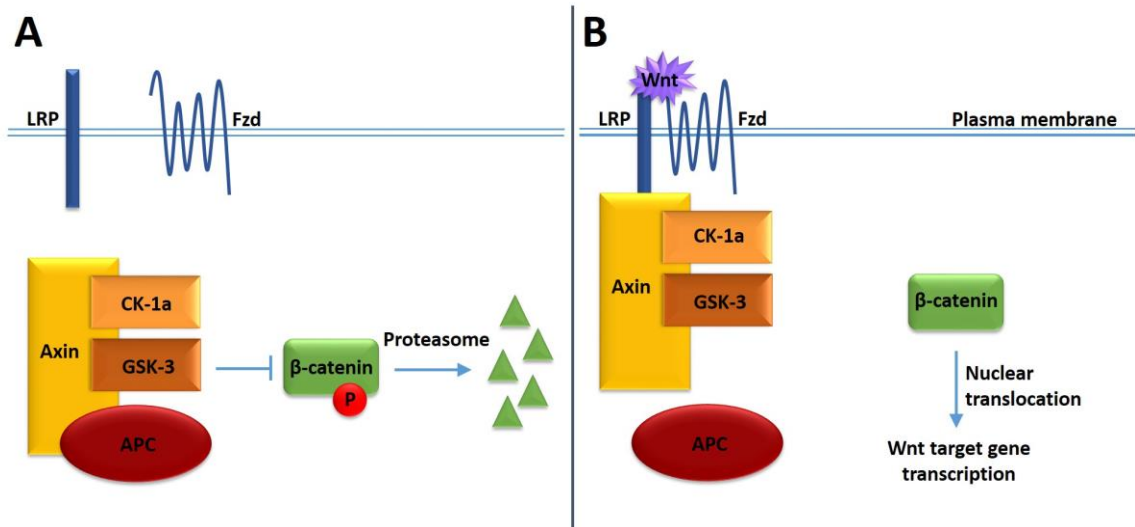 A
LRP
Fzd
Axin
CK-1a
GSK-3
APC
β-catenin
P
Proteasome
B
Wnt
LRP
Fzd
Plasma membrane
Axin
CK-1a
GSK-3
APC
β-catenin
Nuclear
translocation
Wnt target gene
transcription